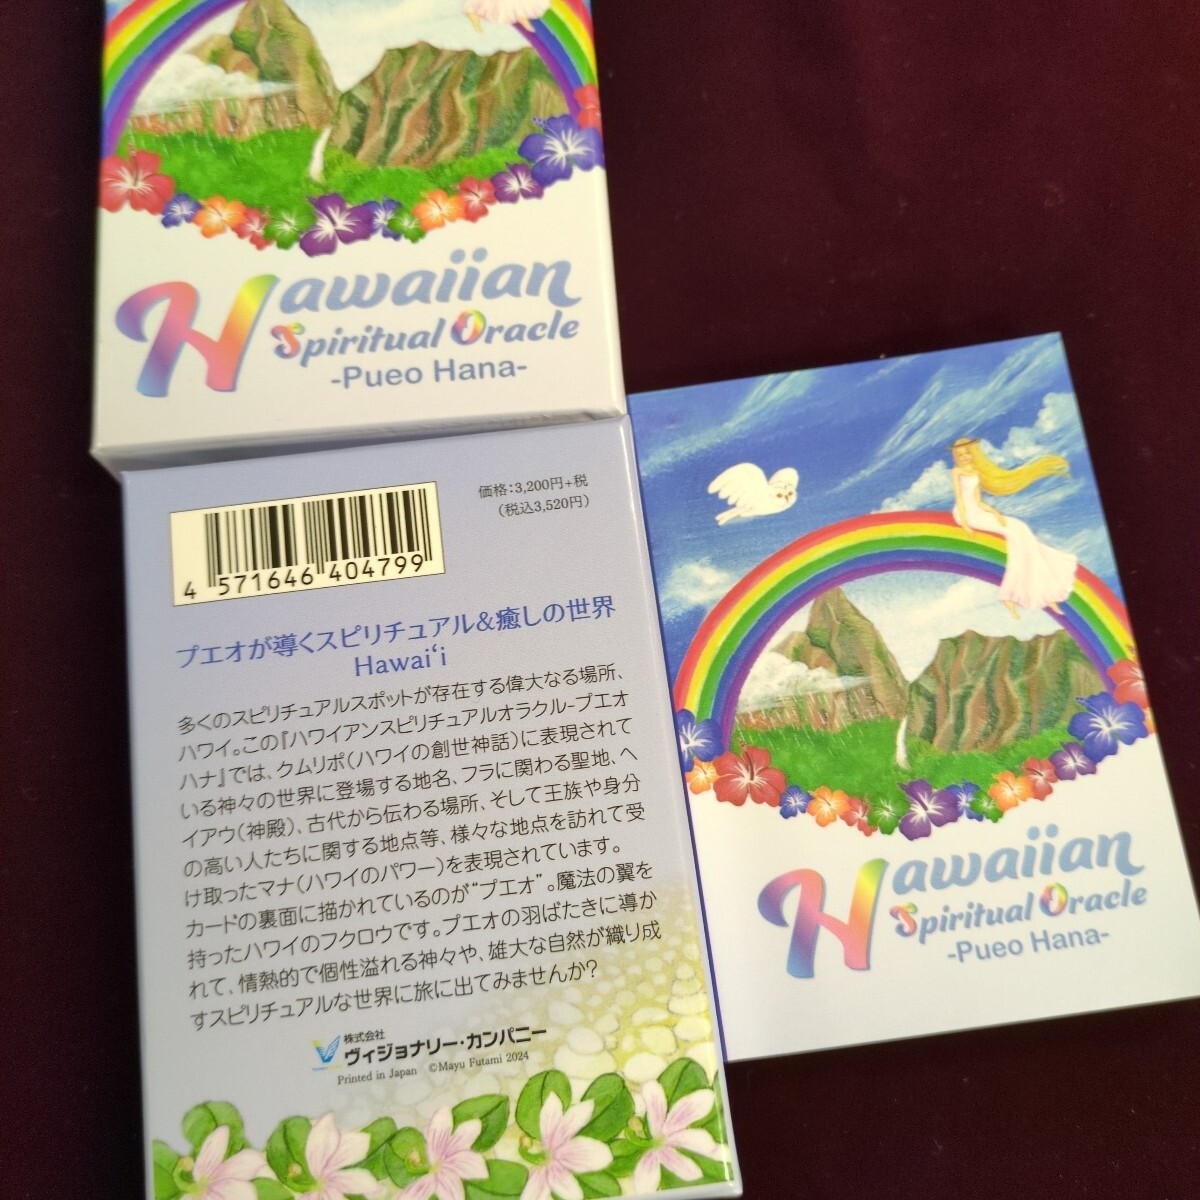 Hawaiian
Spiritual Oracle
-Pueo Hana-
価格:3,200円+税
(税込3,520円)
4 571646 404799
プエオが導くスピリチュアル&癒しの世界
Hawaiʻi
多くのスピリチュアルスポットが存在する偉大なる場所、
ハワイ。この『ハワイアンスピリチュアルオラクル-プエオ
ハナ』では、クムリポ(ハワイの創世神話)に表現されて
いる神々の世界に登場する地名、フラに関わる聖地、ヘ
イアウ(神殿)、古代から伝わる場所、そして王族や身分
の高い人たちに関する地点等、様々な地点を訪れて受
け取ったマナ(ハワイのパワー)を表現されています。
カードの裏面に描かれているのが“プエオ”。魔法の翼を
持ったハワイのフクロウです。プエオの羽ばたきに導か
れて、情熱的で個性溢れる神々や、雄大な自然が織り成
すスピリチュアルな世界に旅に出てみませんか?
株式会社
ヴィジョナリー・カンパニー
Printed in Japan ©Mayu Futami 2024
Hawaiian
Spiritual Oracle
-Pueo Hana-